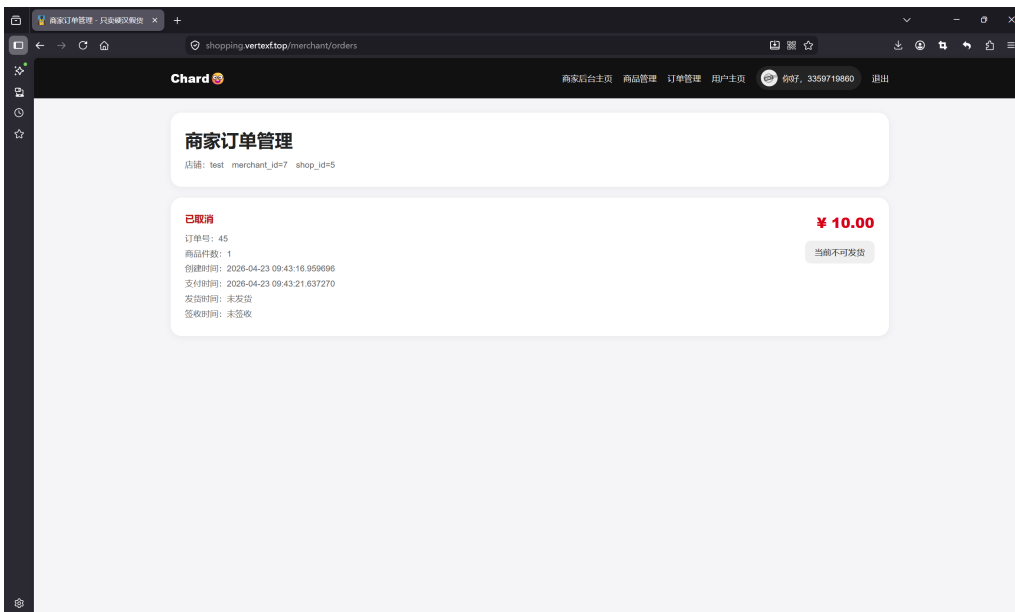 商家订单管理 - 只卖硬汉假货
shopping.vertexf.top/merchant/orders
Chard
商家后台主页 商品管理 订单管理 用户主页 你好，3359719860 退出
商家订单管理
店铺：test merchant_id=7 shop_id=5
已取消
¥ 10.00
订单号：45
当前不可发货
商品件数：1
创建时间：2026-04-23 09:43:16.959696
支付时间：2026-04-23 09:43:21.637270
发货时间：未发货
签收时间：未签收